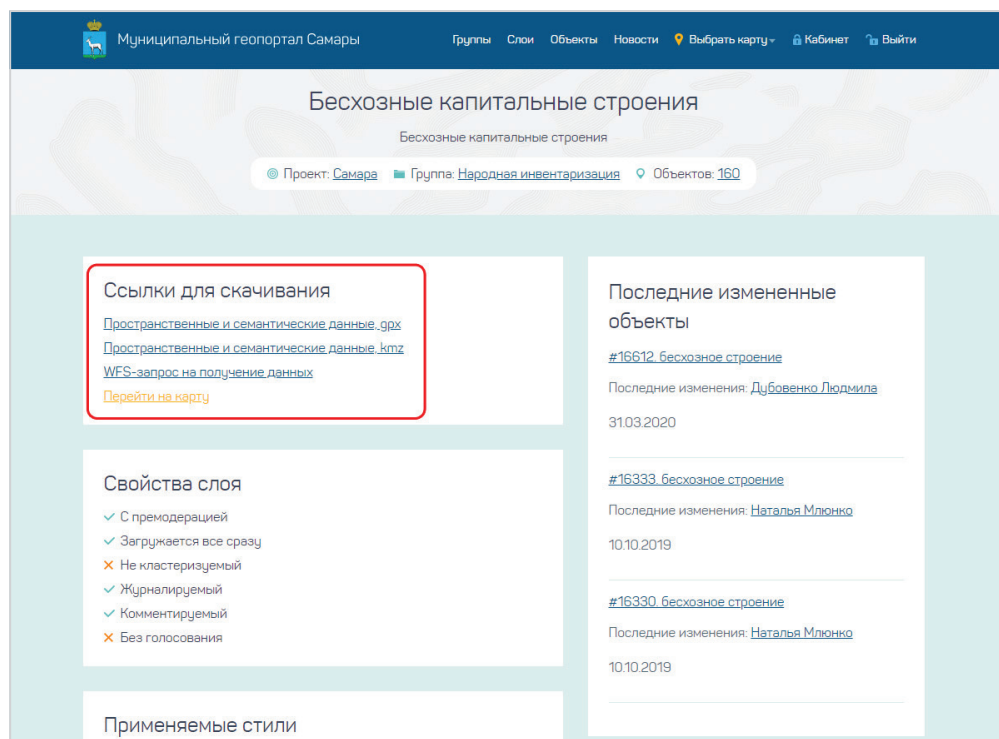 Муниципальный геопортал Самары
Группы Слои Объекты Новости Выбрать карту Кабинет Выйти
Бесхозные капитальные строения
Бесхозные капитальные строения
Проект: Самара Группа: Народная инвентаризация Объектов: 160
Ссылки для скачивания
Пространственные и семантические данные, gpx
Пространственные и семантические данные, kmz
WFS-запрос на получение данных
Перейти на карту
Свойства слоя
С премодерацией
Загружается все сразу
Не кластеризуемый
Журналируемый
Комментируемый
Без голосования
Применяемые стили
Последние измененные
объекты
#16612. бесхозное строение
Последние изменения: Дубовенко Людмила
31.03.2020
#16333. бесхозное строение
Последние изменения: Наталья Млюнко
10.10.2019
#16330. бесхозное строение
Последние изменения: Наталья Млюнко
10.10.2019